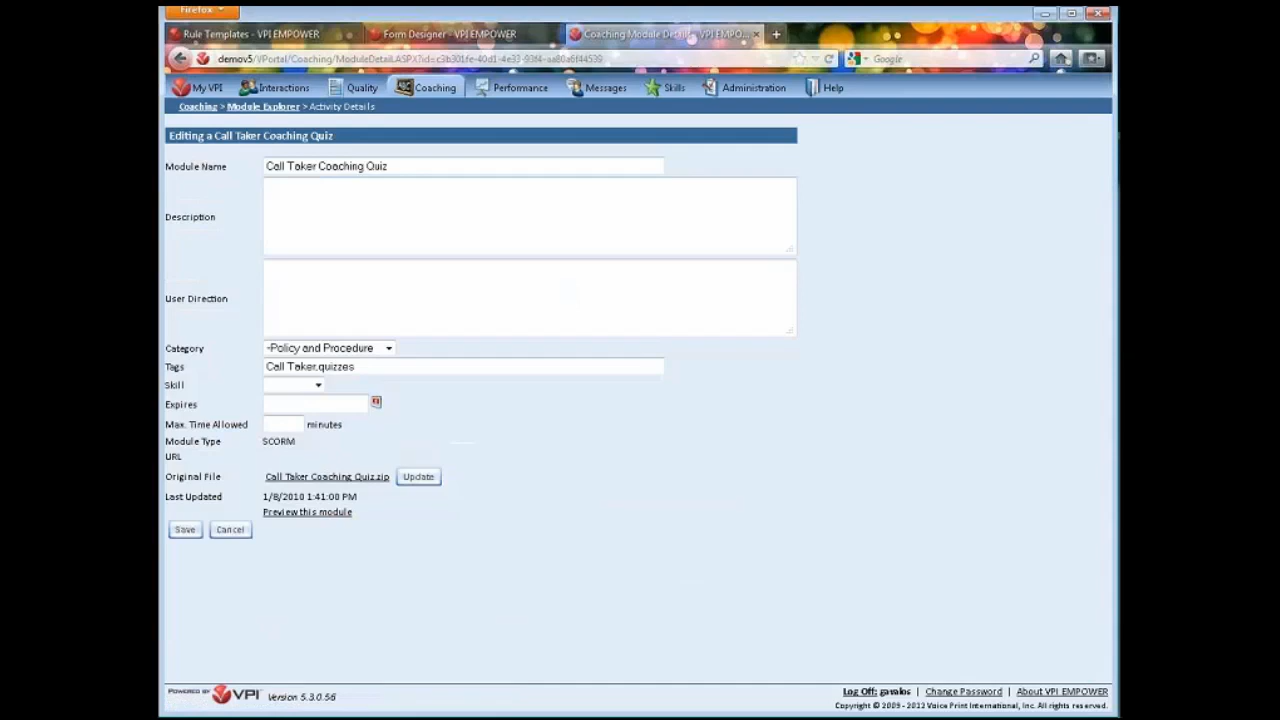 Firefox
Rule Templates - VPI EMPOWER
Form Designer - VPI EMPOWER
Coaching Module Details - VPI EMPO...
demov5/VPortal/Coaching/ModuleDetail.ASPX?id=c3b301fe-40d1-4e33-93f4-aa80a6f44539
Google
My VPI Interactions Quality Coaching Performance Messages Skills Administration Help
Coaching > Module Explorer > Activity Details
Editing a Call Taker Coaching Quiz
Module Name Call Taker Coaching Quiz
Description
User Direction
Category -Policy and Procedure
Tags Call Taker,quizzes
Skill
Expires
Max. Time Allowed minutes
Module Type SCORM
URL
Original File Call Taker Coaching Quiz.zip Update
Last Updated 1/8/2010 1:41:00 PM
Preview this module
Save Cancel
POWERED BY VPI Version 5.3.0.56
Log Off: gavalos | Change Password | About VPI EMPOWER
Copyright © 2009 - 2012 Voice Print International, Inc. All rights reserved.